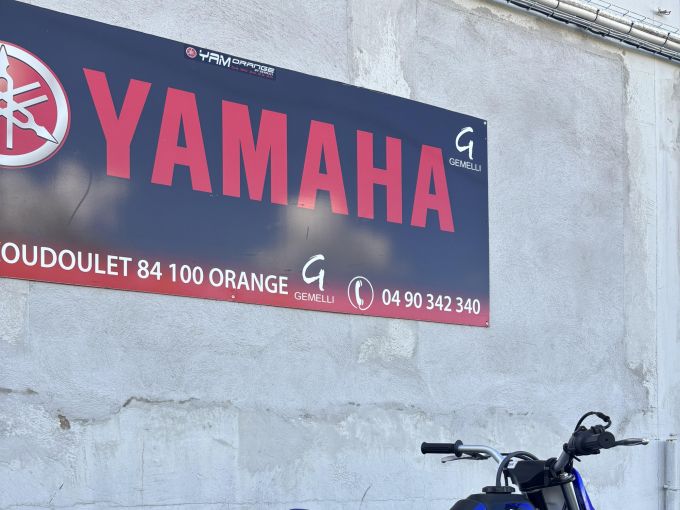 YAM ORANGE
YAMAHA
GEMELLI
OUDOULET 84 100 ORANGE
GEMELLI
04 90 342 340